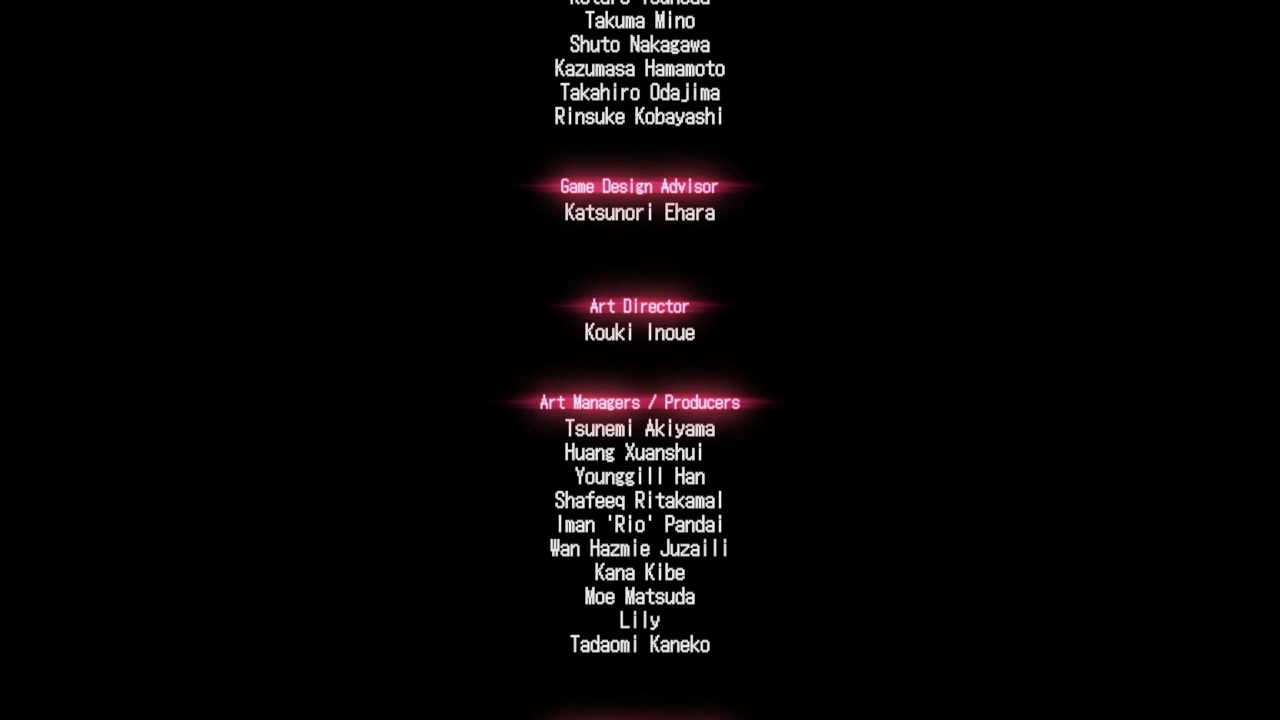 Takuma Mino
Shuto Nakagawa
Kazumasa Hamamoto
Takahiro Odajima
Rinsuke Kobayashi
Game Design Advisor
Katsunori Ehara
Art Director
Kouki Inoue
Art Managers / Producers
Tsunemi Akiyama
Huang Xuanshui
Younggill Han
Shafeeq Ritakamal
Iman 'Rio' Pandai
Wan Hazmie Juzaili
Kana Kibe
Moe Matsuda
Lily
Tadaomi Kaneko